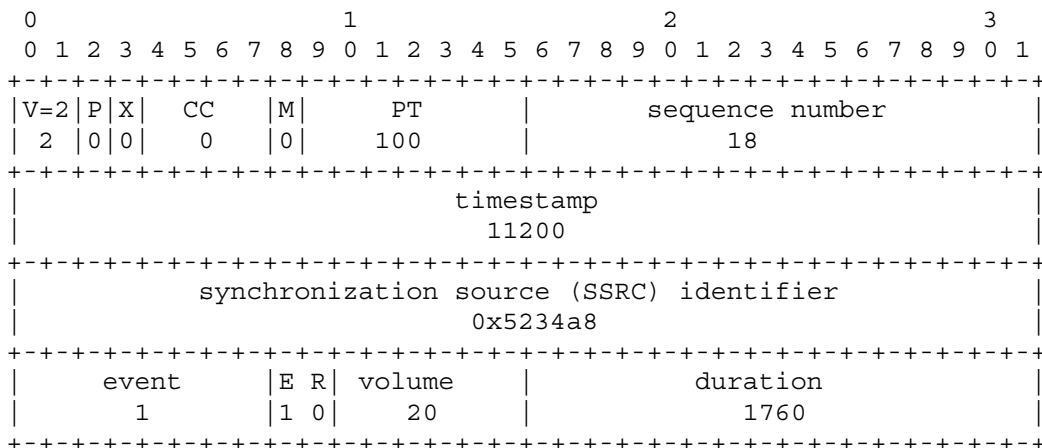 0                   1                   2                   3
 0 1 2 3 4 5 6 7 8 9 0 1 2 3 4 5 6 7 8 9 0 1 2 3 4 5 6 7 8 9 0 1
+-+-+-+-+-+-+-+-+-+-+-+-+-+-+-+-+-+-+-+-+-+-+-+-+-+-+-+-+-+-+-+-+
|V=2|P|X|  CC   |M|     PT      |       sequence number         |
| 2 |0|0|   0   |0|    100      |            18                 |
+-+-+-+-+-+-+-+-+-+-+-+-+-+-+-+-+-+-+-+-+-+-+-+-+-+-+-+-+-+-+-+-+
|                           timestamp                           |
|                             11200                             |
+-+-+-+-+-+-+-+-+-+-+-+-+-+-+-+-+-+-+-+-+-+-+-+-+-+-+-+-+-+-+-+-+
|           synchronization source (SSRC) identifier            |
|                            0x5234a8                           |
+-+-+-+-+-+-+-+-+-+-+-+-+-+-+-+-+-+-+-+-+-+-+-+-+-+-+-+-+-+-+-+-+
|     event     |E R| volume    |          duration             |
|       1       |1 0|    20     |             1760              |
+-+-+-+-+-+-+-+-+-+-+-+-+-+-+-+-+-+-+-+-+-+-+-+-+-+-+-+-+-+-+-+-+